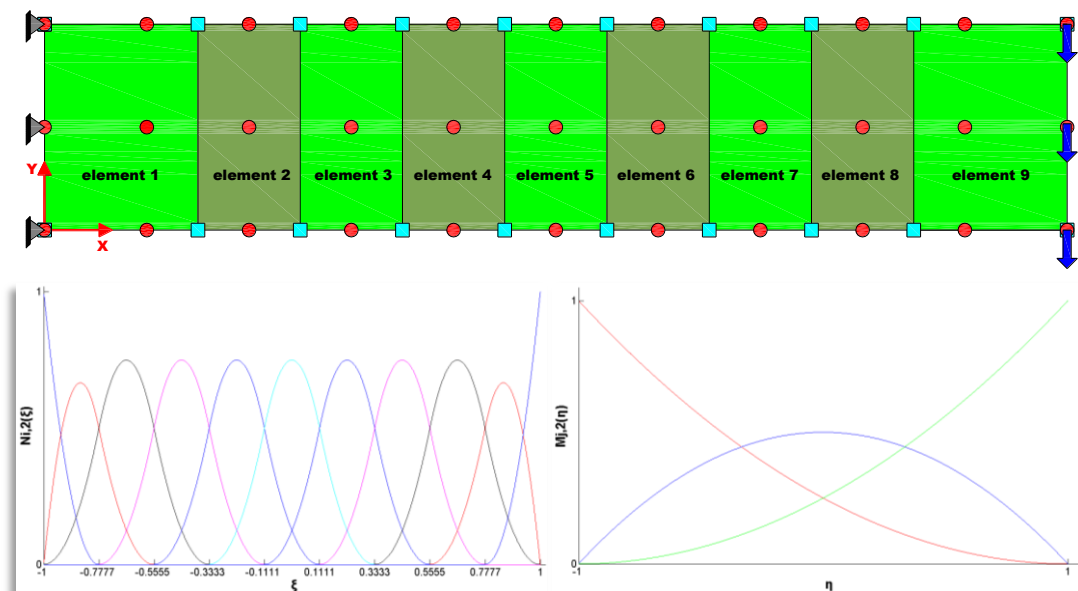 element 1 element 2 element 3 element 4 element 5 element 6 element 7 element 8 element 9
Y
X
1
0
-1 -0.7777 -0.5555 -0.3333 -0.1111 0.1111 0.3333 0.5555 0.7777 1
ξ
Ni,2(ξ)
1
0
-1 1
η
Mj,2(η)